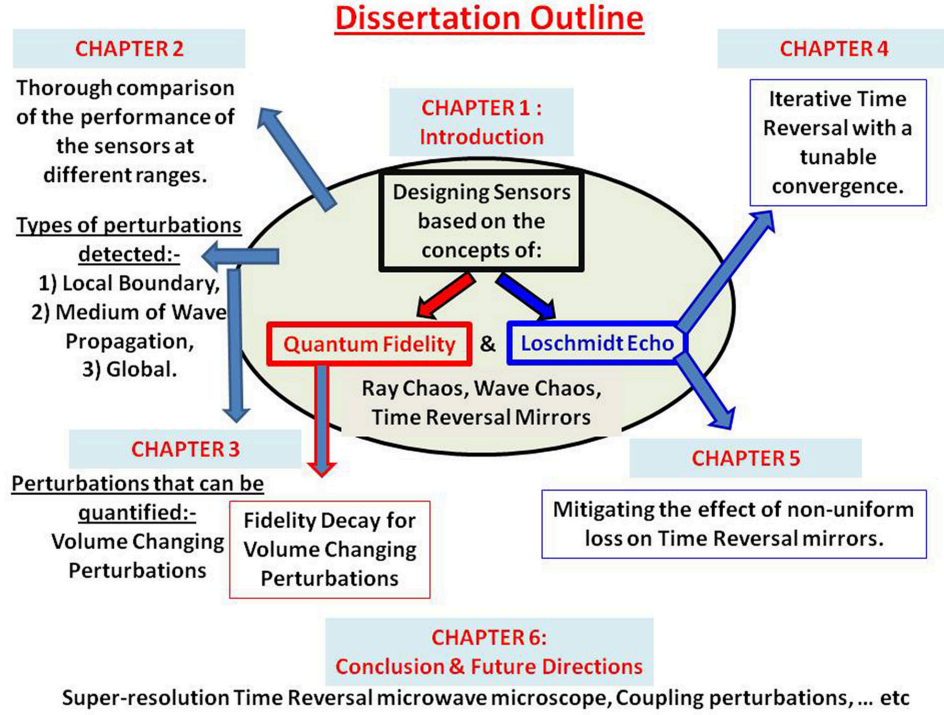 Dissertation Outline
CHAPTER 2
Thorough comparison
of the performance of
the sensors at
different ranges.
Types of perturbations
detected:-
1) Local Boundary,
2) Medium of Wave
Propagation,
3) Global.
CHAPTER 1 :
Introduction
Designing Sensors
based on the
concepts of:
Quantum Fidelity
&
Loschmidt Echo
Ray Chaos, Wave Chaos,
Time Reversal Mirrors
CHAPTER 4
Iterative Time
Reversal with a
tunable
convergence.
CHAPTER 3
Perturbations that can be
quantified:-
Volume Changing
Perturbations
Fidelity Decay for
Volume Changing
Perturbations
CHAPTER 5
Mitigating the effect of non-uniform
loss on Time Reversal mirrors.
CHAPTER 6:
Conclusion & Future Directions
Super-resolution Time Reversal microwave microscope, Coupling perturbations, ... etc